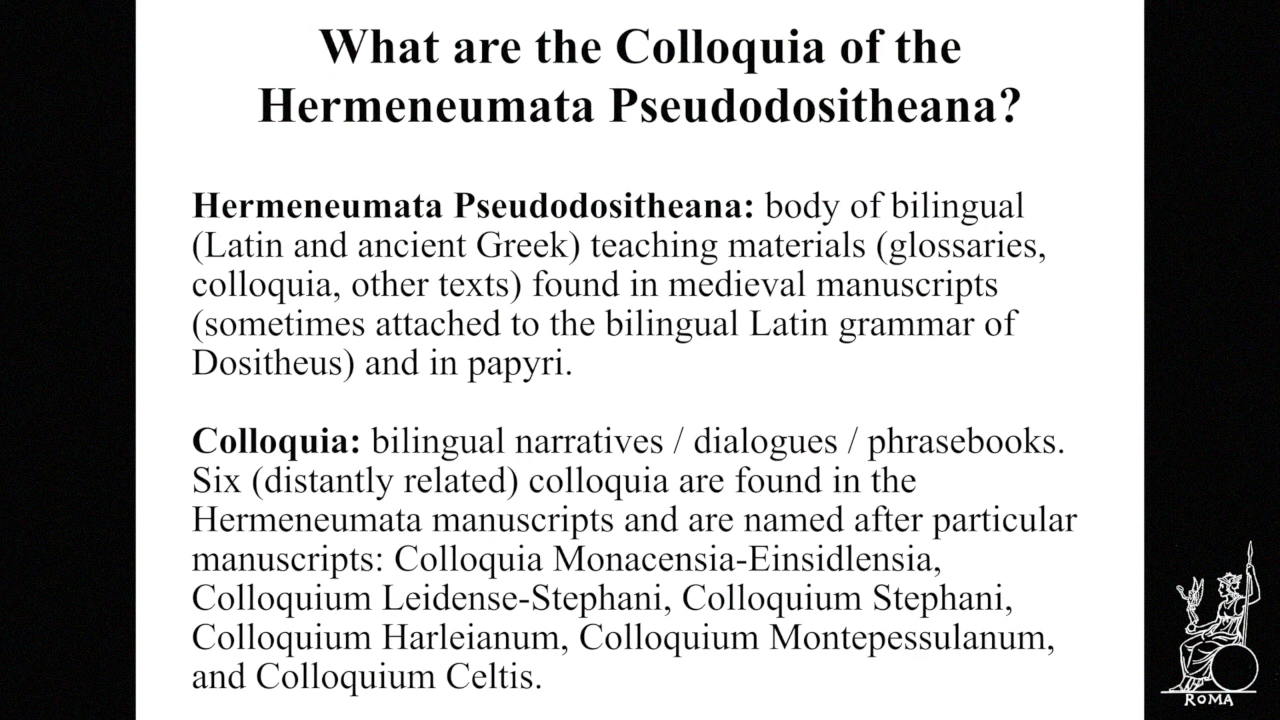 What are the Colloquia of the
Hermeneumata Pseudodositheana?
Hermeneumata Pseudodositheana: body of bilingual
(Latin and ancient Greek) teaching materials (glossaries,
colloquia, other texts) found in medieval manuscripts
(sometimes attached to the bilingual Latin grammar of
Dositheus) and in papyri.
Colloquia: bilingual narratives / dialogues / phrasebooks.
Six (distantly related) colloquia are found in the
Hermeneumata manuscripts and are named after particular
manuscripts: Colloquia Monacensia-Einsidlensia,
Colloquium Leidense-Stephani, Colloquium Stephani,
Colloquium Harleianum, Colloquium Montepessulanum,
and Colloquium Celtis.
ROMA